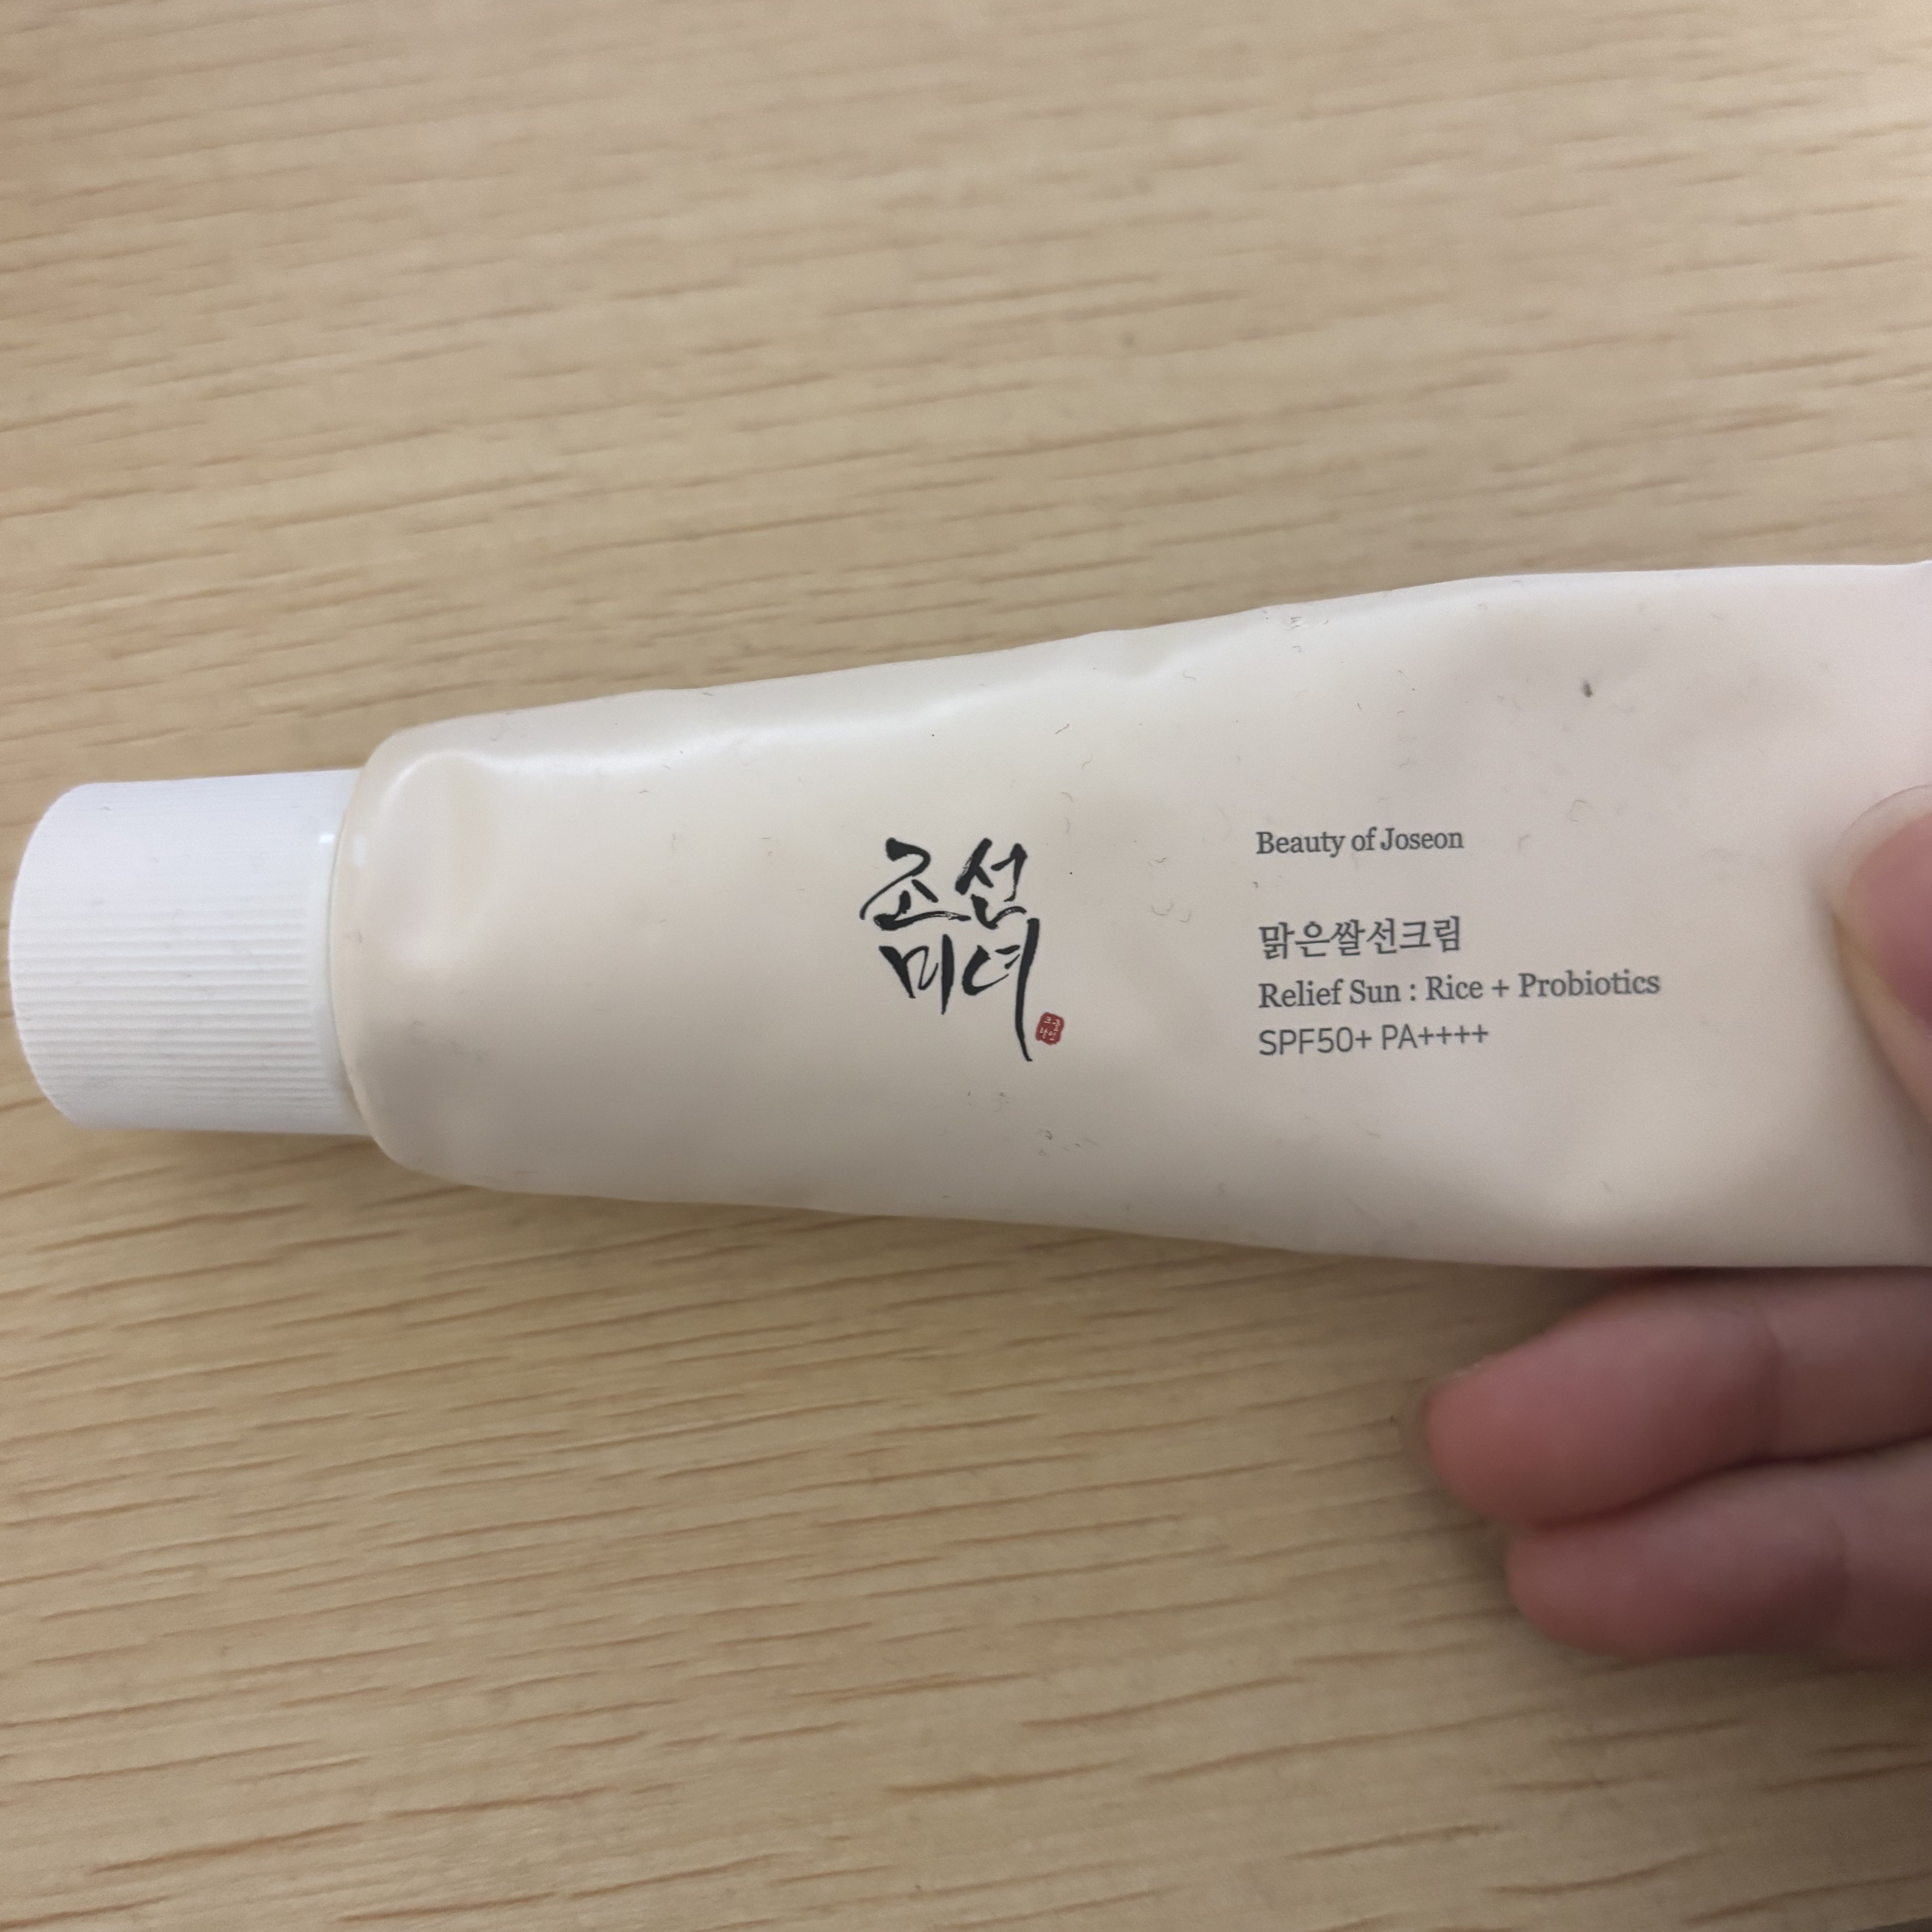 조선
미녀
Beauty of Joseon
맑은쌀선크림
Relief Sun : Rice + Probiotics
SPF50+ PA++++